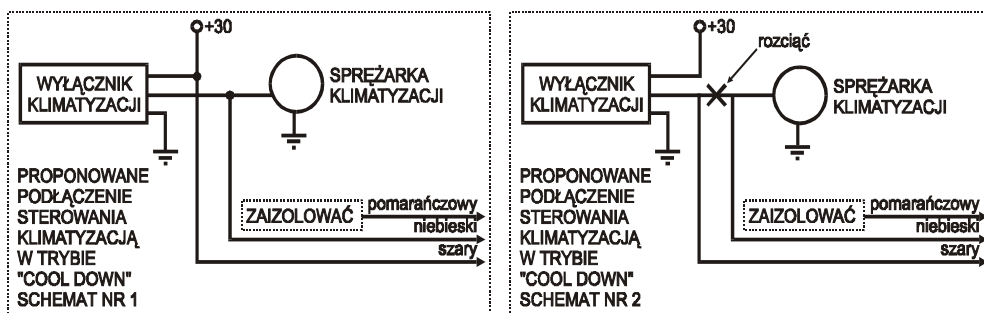 +30
WYŁĄCZNIK
KLIMATYZACJI
SPRĘŻARKA
KLIMATYZACJI
PROPONOWANE
PODŁĄCZENIE
STEROWANIA
KLIMATYZACJĄ
W TRYBIE
"COOL DOWN"
SCHEMAT NR 1
ZAIZOLOWAĆ
pomarańczowy
niebieski
szary
+30
rozciąć
WYŁĄCZNIK
KLIMATYZACJI
SPRĘŻARKA
KLIMATYZACJI
PROPONOWANE
PODŁĄCZENIE
STEROWANIA
KLIMATYZACJĄ
W TRYBIE
"COOL DOWN"
SCHEMAT NR 2
ZAIZOLOWAĆ
pomarańczowy
niebieski
szary